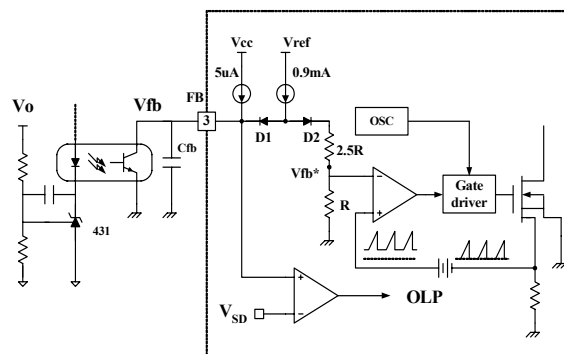 Vcc
Vref
5uA
0.9mA
FB
Vo
Vfb
3
D1
D2
OSC
Cfb
2.5R
Vfb*
R
Gate
driver
431
VSD
OLP
+
−
+
−